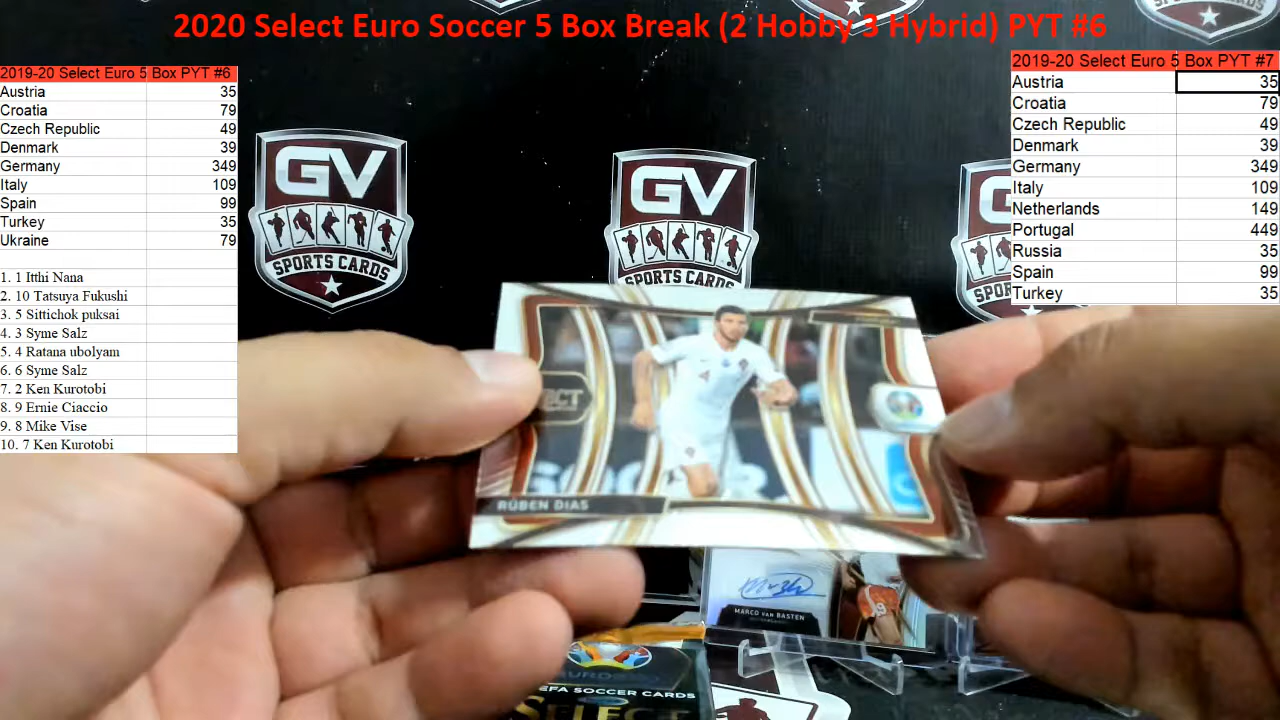 2020 Select Euro Soccer 5 Box Break (2 Hobby 3 Hybrid) PYT #6
2019-20 Select Euro 5 Box PYT #6
Austria 35
Croatia 79
Czech Republic 49
Denmark 39
Germany 349
Italy 109
Spain 99
Turkey 35
Ukraine 79
1. 1 Itthi Nana
2. 10 Tatsuya Fukushi
3. 5 Sittichok puksai
4. 3 Syme Salz
5. 4 Ratana ubolyam
6. 6 Syme Salz
7. 2 Ken Kurotobi
8. 9 Ernie Ciaccio
9. 8 Mike Vise
10. 7 Ken Kurotobi
2019-20 Select Euro 5 Box PYT #7
Austria 35
Croatia 79
Czech Republic 49
Denmark 39
Germany 349
Italy 109
Netherlands 149
Portugal 449
Russia 35
Spain 99
Turkey 35
GV
SPORTS CARDS
GV
SPORTS CARDS
RÚBEN DIAS
MARCO VAN BASTEN
EFA SOCCER CARDS
SELECT